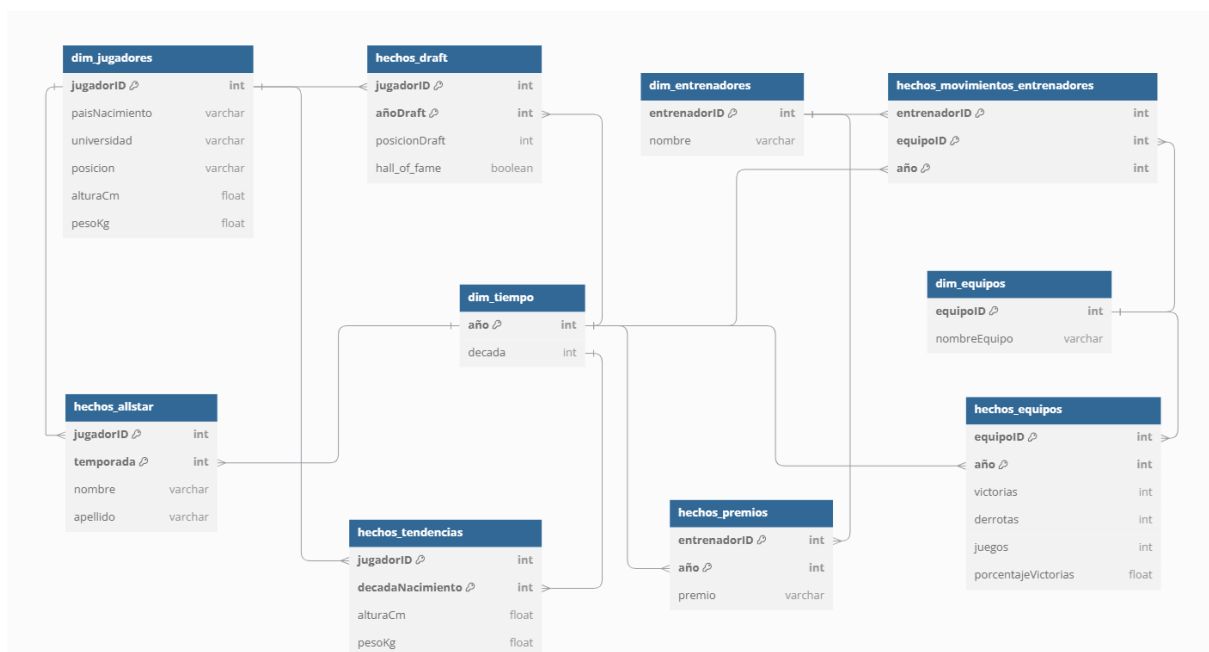 dim_jugadores
jugadorID int
paisNacimiento varchar
universidad varchar
posicion varchar
alturaCm float
pesoKg float
hechos_draft
jugadorID int
añoDraft int
posicionDraft int
hall_of_fame boolean
dim_entrenadores
entrenadorID int
nombre varchar
hechos_movimientos_entrenadores
entrenadorID int
equipoID int
año int
dim_tiempo
año int
decada int
dim_equipos
equipoID int
nombreEquipo varchar
hechos_allstar
jugadorID int
temporada int
nombre varchar
apellido varchar
hechos_equipos
equipoID int
año int
victorias int
derrotas int
juegos int
porcentajeVictorias float
hechos_tendencias
jugadorID int
decadaNacimiento int
alturaCm float
pesoKg float
hechos_premios
entrenadorID int
año int
premio varchar